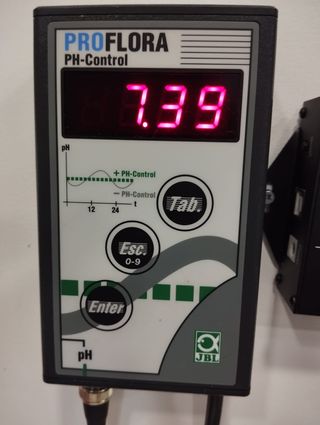 PROFLORA
PH-Control
7.39
pH
+ PH-Control
− PH-Control
12 24 t
Tab.
Esc.
0-9
Enter
pH
JBL